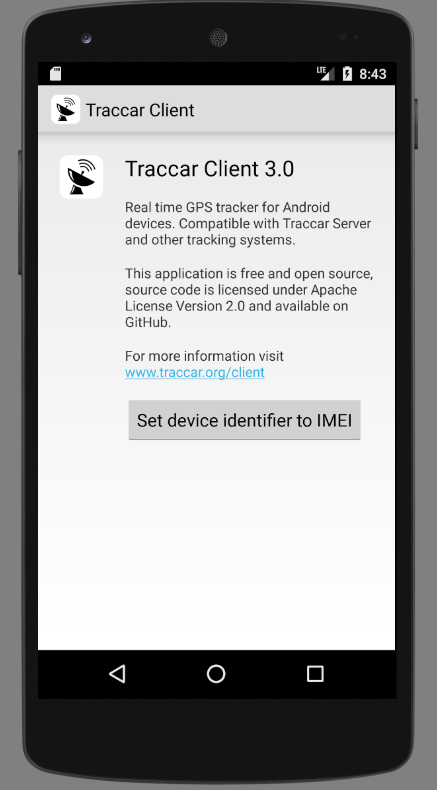 LTE 8:43
Traccar Client
Traccar Client 3.0
Real time GPS tracker for Android
devices. Compatible with Traccar Server
and other tracking systems.
This application is free and open source,
source code is licensed under Apache
License Version 2.0 and available on
GitHub.
For more information visit
www.traccar.org/client
Set device identifier to IMEI